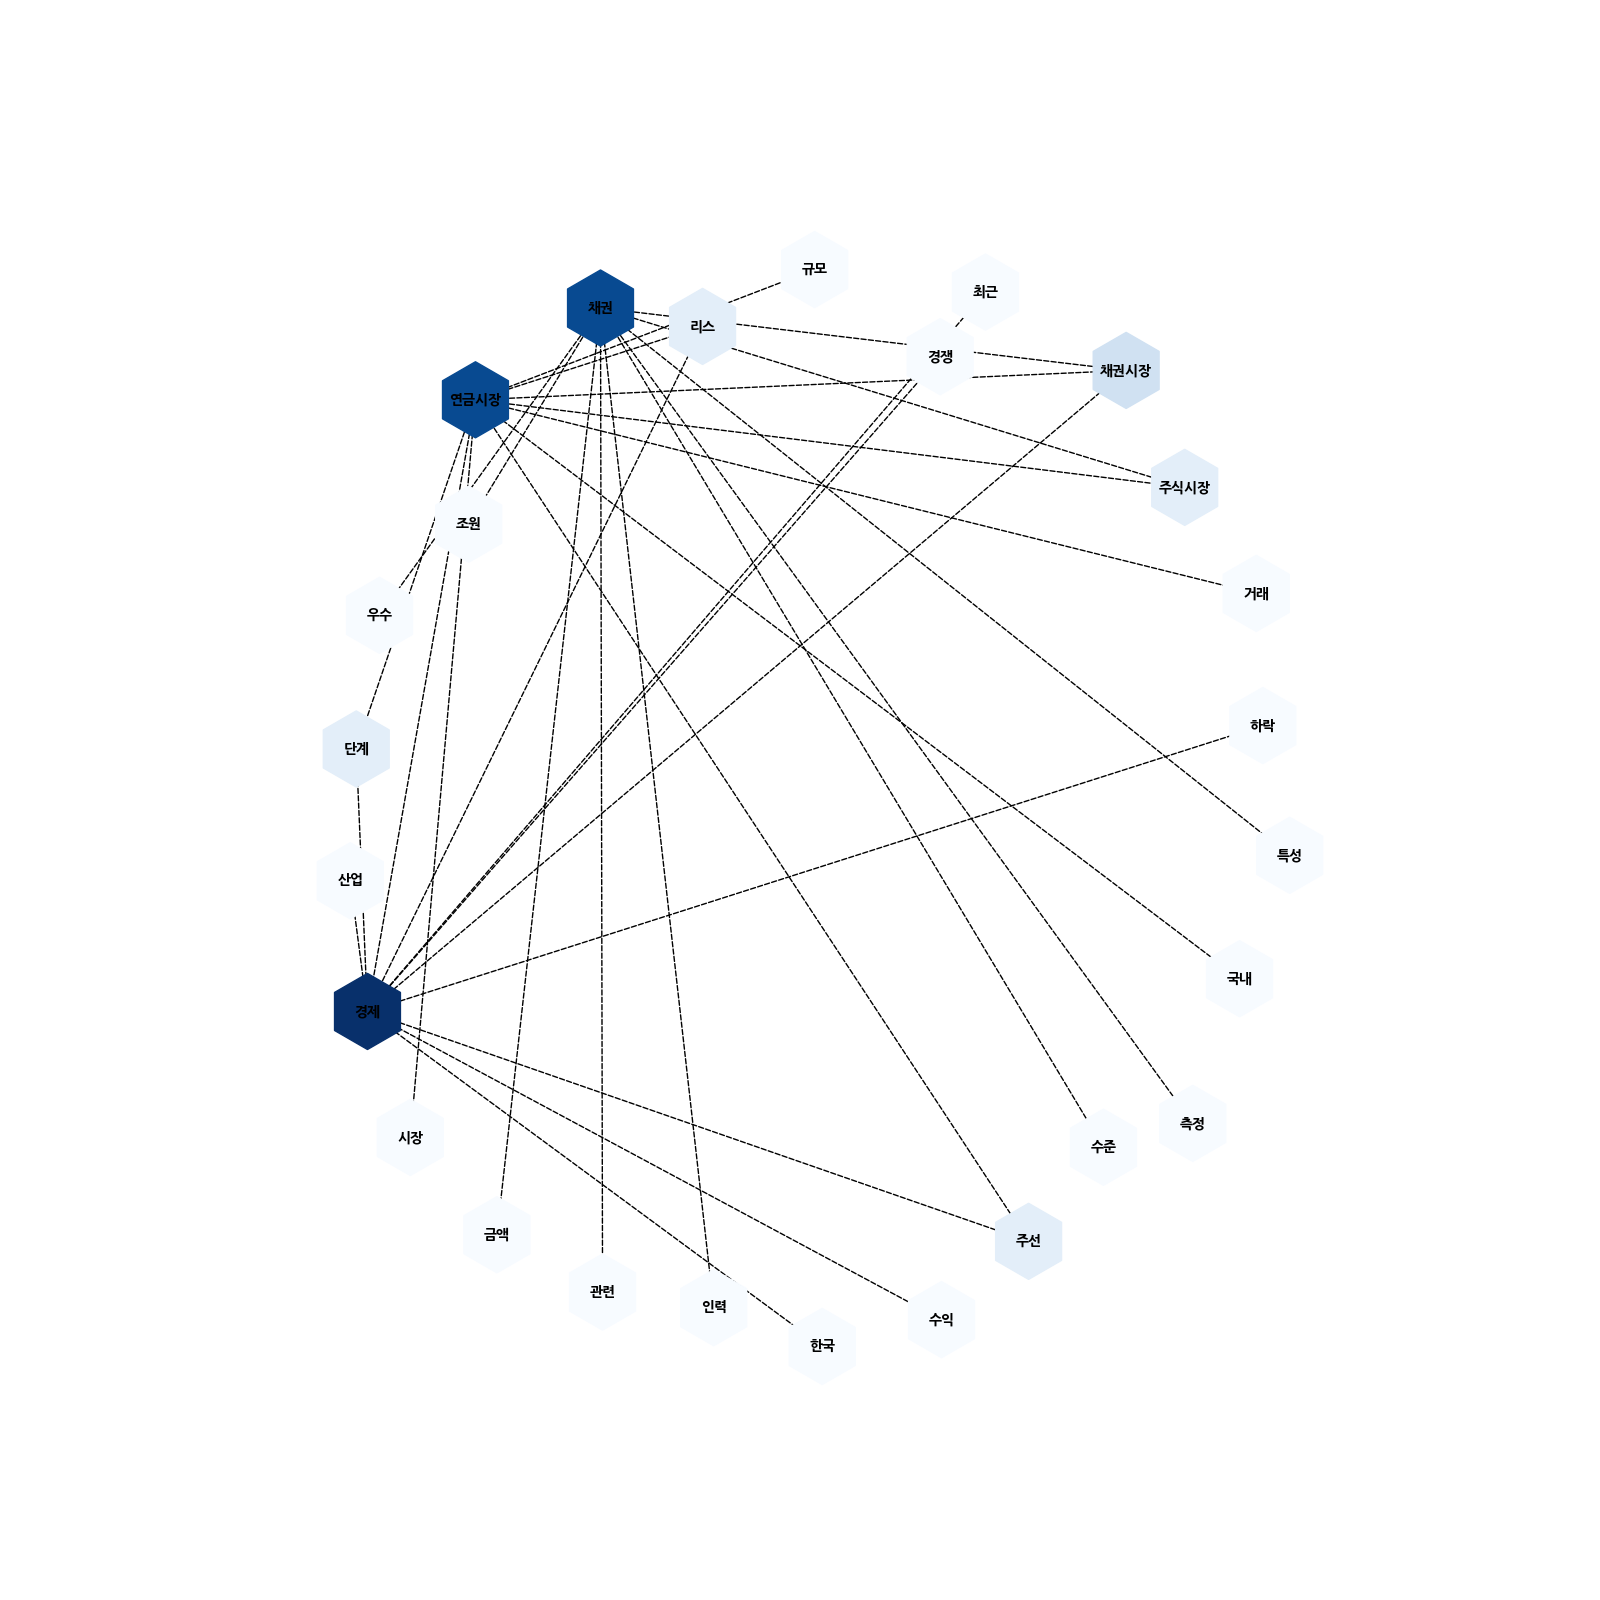 규모
최근
채권
리스
경쟁
채권시장
연금시장
주식시장
조원
거래
우수
하락
단계
특성
산업
국내
경제
측정
시장
수준
금액
주선
관련
인력
수익
한국